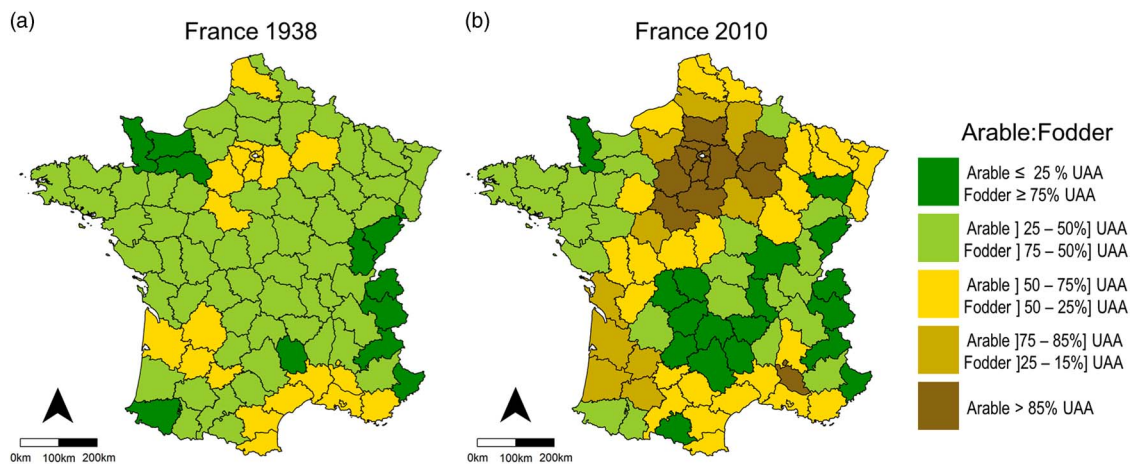 (a)
France 1938
(b)
France 2010
Arable:Fodder
Arable ≤ 25 % UAA
Fodder ≥ 75% UAA
Arable ] 25 – 50%] UAA
Fodder ] 75 – 50%] UAA
Arable ] 50 – 75%] UAA
Fodder ] 50 – 25%] UAA
Arable ]75 – 85%] UAA
Fodder ]25 – 15%] UAA
Arable > 85% UAA
0km 100km 200km
0km 100km 200km